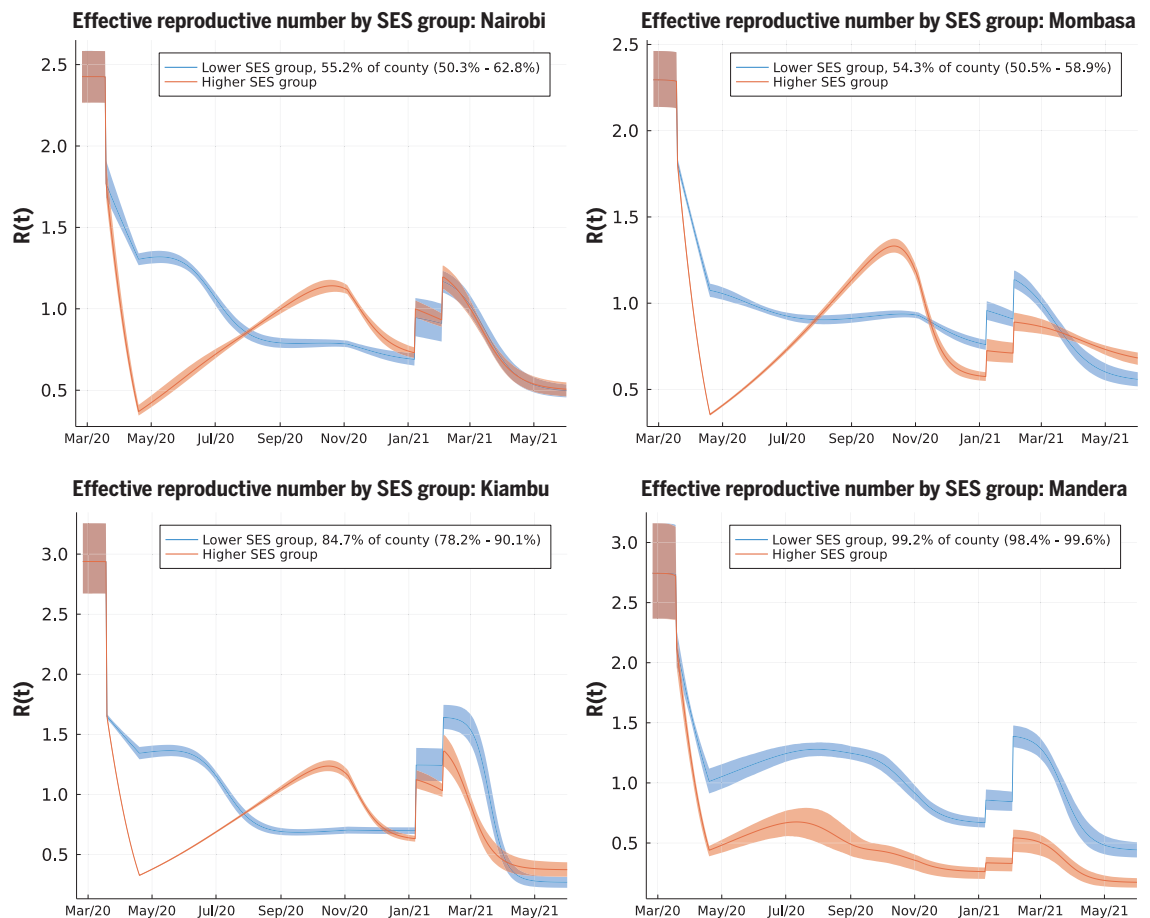 Effective reproductive number by SES group: Nairobi
Lower SES group, 55.2% of county (50.3% - 62.8%)
Higher SES group
R(t)
2.5
2.0
1.5
1.0
0.5
Mar/20 May/20 Jul/20 Sep/20 Nov/20 Jan/21 Mar/21 May/21
Effective reproductive number by SES group: Mombasa
Lower SES group, 54.3% of county (50.5% - 58.9%)
Higher SES group
R(t)
2.5
2.0
1.5
1.0
0.5
Mar/20 May/20 Jul/20 Sep/20 Nov/20 Jan/21 Mar/21 May/21
Effective reproductive number by SES group: Kiambu
Lower SES group, 84.7% of county (78.2% - 90.1%)
Higher SES group
R(t)
3.0
2.5
2.0
1.5
1.0
0.5
Mar/20 May/20 Jul/20 Sep/20 Nov/20 Jan/21 Mar/21 May/21
Effective reproductive number by SES group: Mandera
Lower SES group, 99.2% of county (98.4% - 99.6%)
Higher SES group
R(t)
3.0
2.5
2.0
1.5
1.0
0.5
Mar/20 May/20 Jul/20 Sep/20 Nov/20 Jan/21 Mar/21 May/21